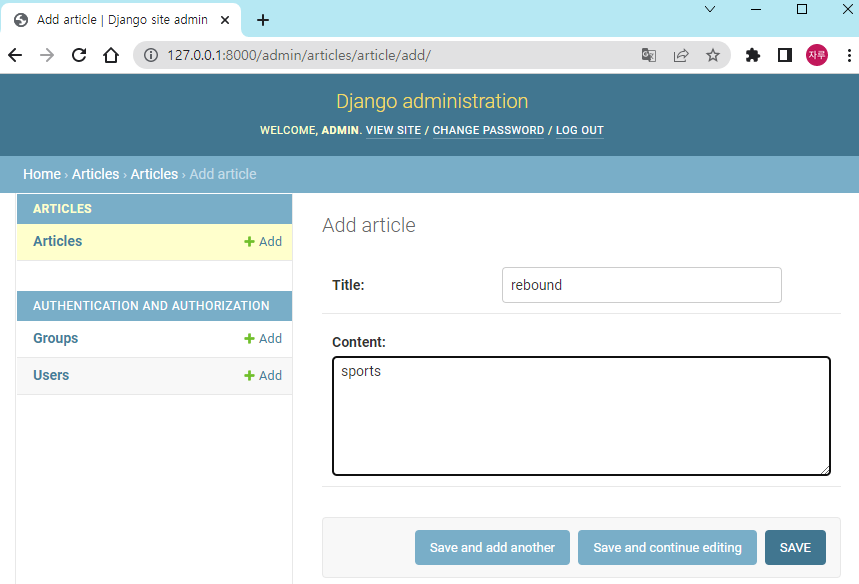 Add article | Django site admin
127.0.0.1:8000/admin/articles/article/add/
자루
Django administration
WELCOME, ADMIN. VIEW SITE / CHANGE PASSWORD / LOG OUT
Home › Articles › Articles › Add article
ARTICLES
Articles + Add
AUTHENTICATION AND AUTHORIZATION
Groups + Add
Users + Add
Add article
Title: rebound
Content:
sports
Save and add another Save and continue editing SAVE